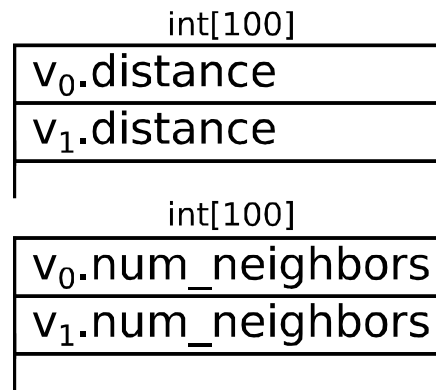 int[100]
v₀.distance
v₁.distance
int[100]
v₀.num_neighbors
v₁.num_neighbors